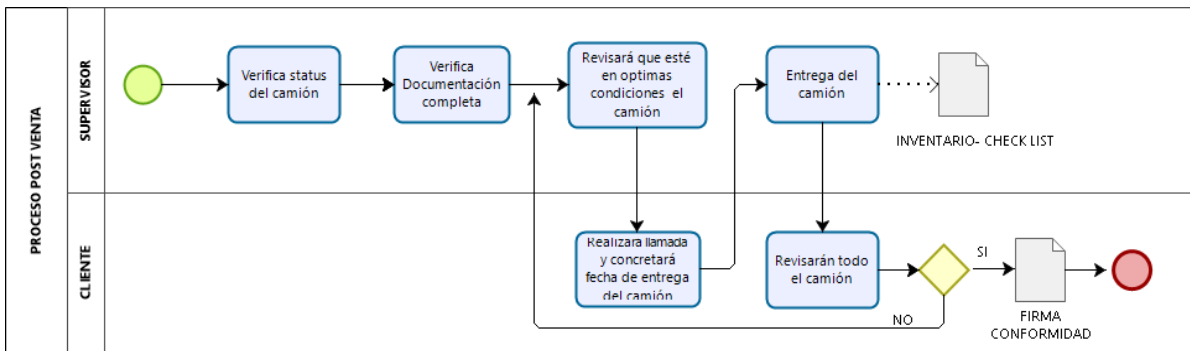 PROCESO POST VENTA
SUPERVISOR
Verifica status
del camión
Verifica
Documentación
completa
Revisará que esté
en optimas
condiciones el
camión
Entrega del
camión
INVENTARIO- CHECK LIST
CLIENTE
Realizará llamada
y concretará
fecha de entrega
del camión
Revisarán todo
el camión
SI
NO
FIRMA
CONFORMIDAD